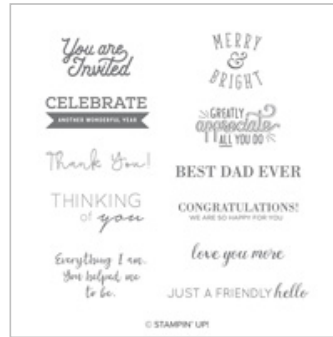 You are
Invited
CELEBRATE
ANOTHER WONDERFUL YEAR
Thank You!
THINKING
of you
Everything I am.
You helped me
to be.
MERRY
&
BRIGHT
GREATLY
appreciate
ALL YOU DO
BEST DAD EVER
CONGRATULATIONS!
WE ARE SO HAPPY FOR YOU
love you more
JUST A FRIENDLY hello
© STAMPIN' UP!